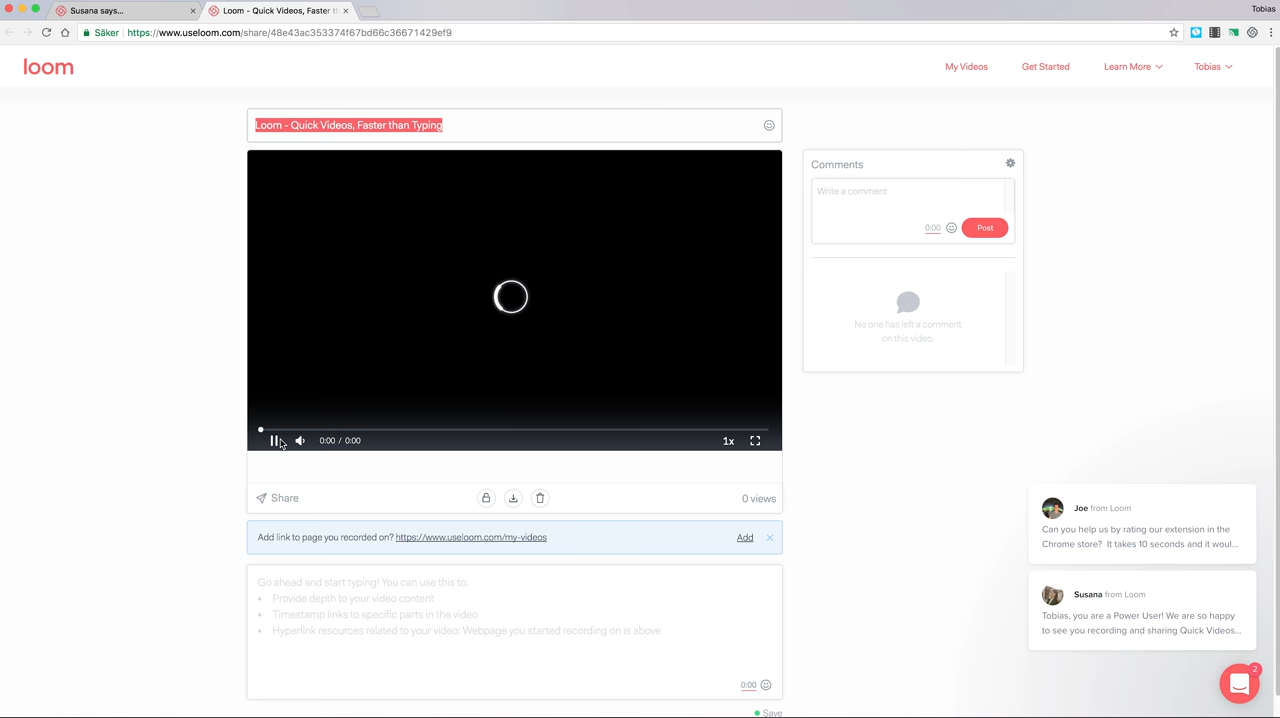 Susana says...
Loom - Quick Videos, Faster t
Tobias
Säker
https://www.useloom.com/share/48e43ac353374f67bd66c36671429ef9
loom
My Videos
Get Started
Learn More
Tobias
Loom - Quick Videos, Faster than Typing
Comments
Write a comment
0:00
Post
No one has left a comment
on this video.
0:00 / 0:00
1x
Share
0 views
Add link to page you recorded on? https://www.useloom.com/my-videos
Add
Go ahead and start typing! You can use this to:
• Provide depth to your video content
• Timestamp links to specific parts in the video
• Hyperlink resources related to your video: Webpage you started recording on is above
0:00
Save
Joe from Loom
Can you help us by rating our extension in the
Chrome store? It takes 10 seconds and it woul...
Susana from Loom
Tobias, you are a Power User! We are so happy
to see you recording and sharing Quick Videos...
2